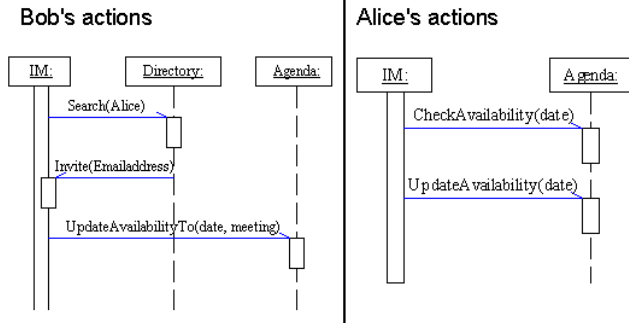 Bob's actions
IM:
Directory:
Agenda:
Search(Alice)
Invite(Emailaddress)
UpdateAvailabilityTo(date, meeting)
Alice's actions
IM:
Agenda:
CheckAvailability(date)
UpdateAvailability(date)